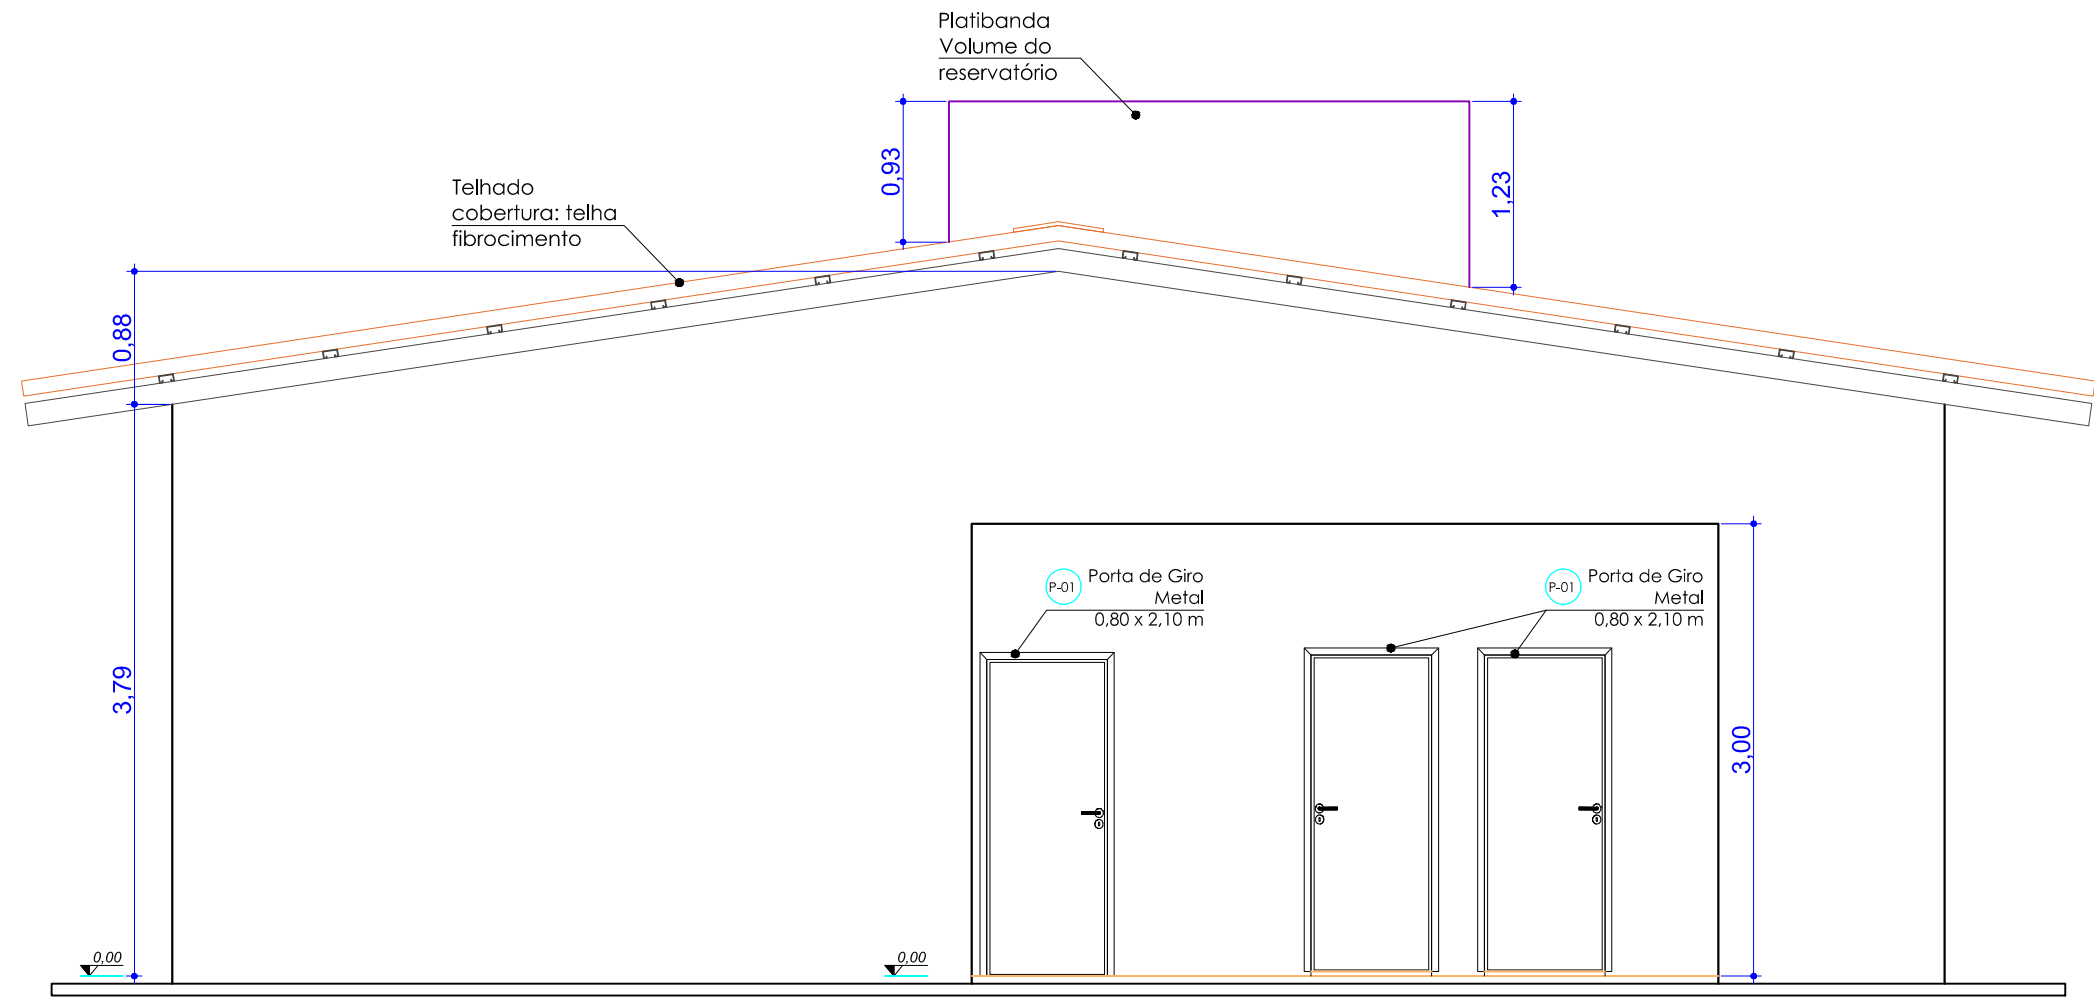 Platibanda
Volume do
reservatório
0,93
1,23
Telhado
cobertura: telha
fibrocimento
0,88
3,79
P-01
Porta de Giro
Metal
0,80 x 2,10 m
P-01
Porta de Giro
Metal
0,80 x 2,10 m
3,00
0,00
0,00